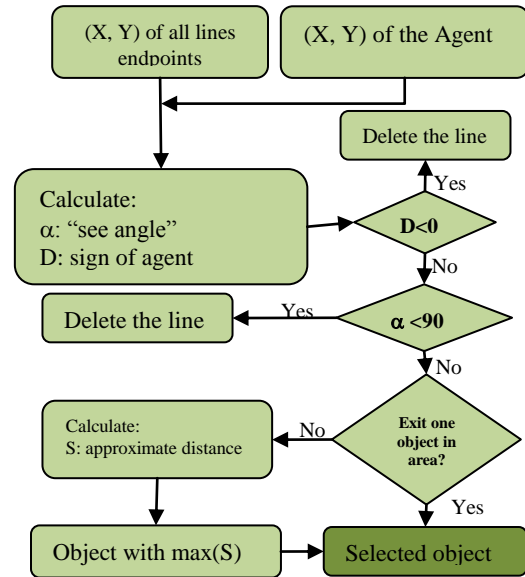 (X, Y) of all lines
endpoints
(X, Y) of the Agent
Delete the line
Yes
Calculate:
α: “see angle”
D: sign of agent
D<0
No
Delete the line
Yes
α <90
No
Calculate:
S: approximate distance
No
Exit one
object in
area?
Yes
Object with max(S)
Selected object